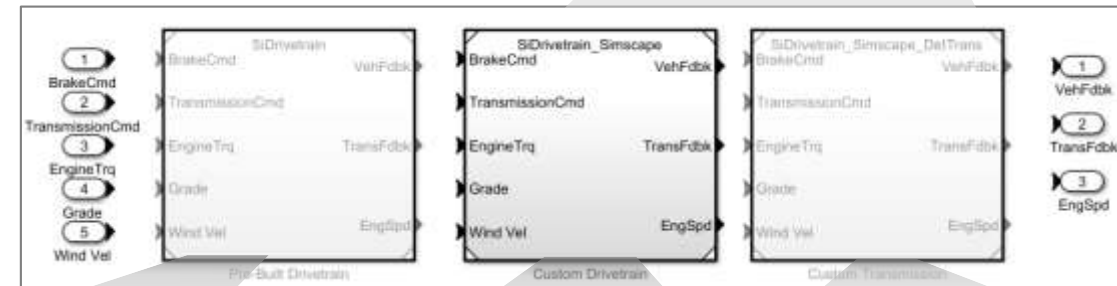 1
BrakeCmd
2
TransmissionCmd
3
EngineTrq
4
Grade
5
Wind Vel
SiDrivetrain
BrakeCmd
VehFdbk
TransmissionCmd
EngineTrq
TransFdbk
Grade
Wind Vel
EngSpd
Pre-Built Drivetrain
SiDrivetrain_Simscape
BrakeCmd
VehFdbk
TransmissionCmd
EngineTrq
TransFdbk
Grade
Wind Vel
EngSpd
Custom Drivetrain
SiDrivetrain_Simscape_DetTrans
BrakeCmd
VehFdbk
TransmissionCmd
EngineTrq
TransFdbk
Grade
Wind Vel
EngSpd
Custom Transmission
1
VehFdbk
2
TransFdbk
3
EngSpd